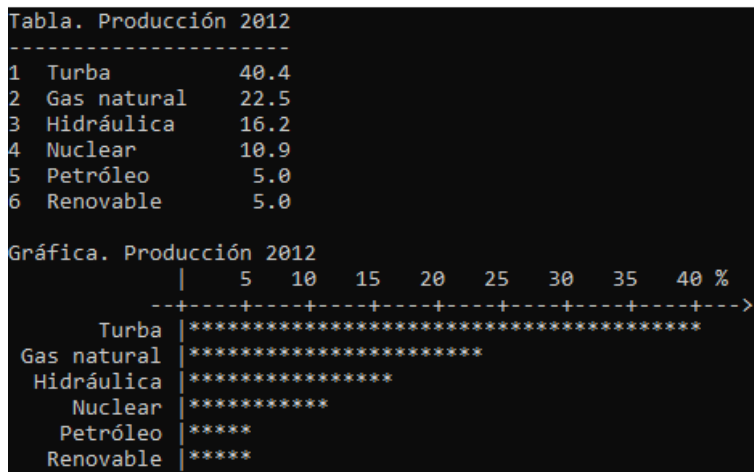 Tabla. Producción 2012
----------------------
1  Turba          40.4
2  Gas natural    22.5
3  Hidráulica     16.2
4  Nuclear        10.9
5  Petróleo        5.0
6  Renovable       5.0
Gráfica. Producción 2012
             |    5   10   15   20   25   30   35   40 %
           --+----+----+----+----+----+----+----+----+--->
       Turba |****************************************
 Gas natural |***********************
  Hidráulica |****************
     Nuclear |***********
    Petróleo |*****
   Renovable |*****